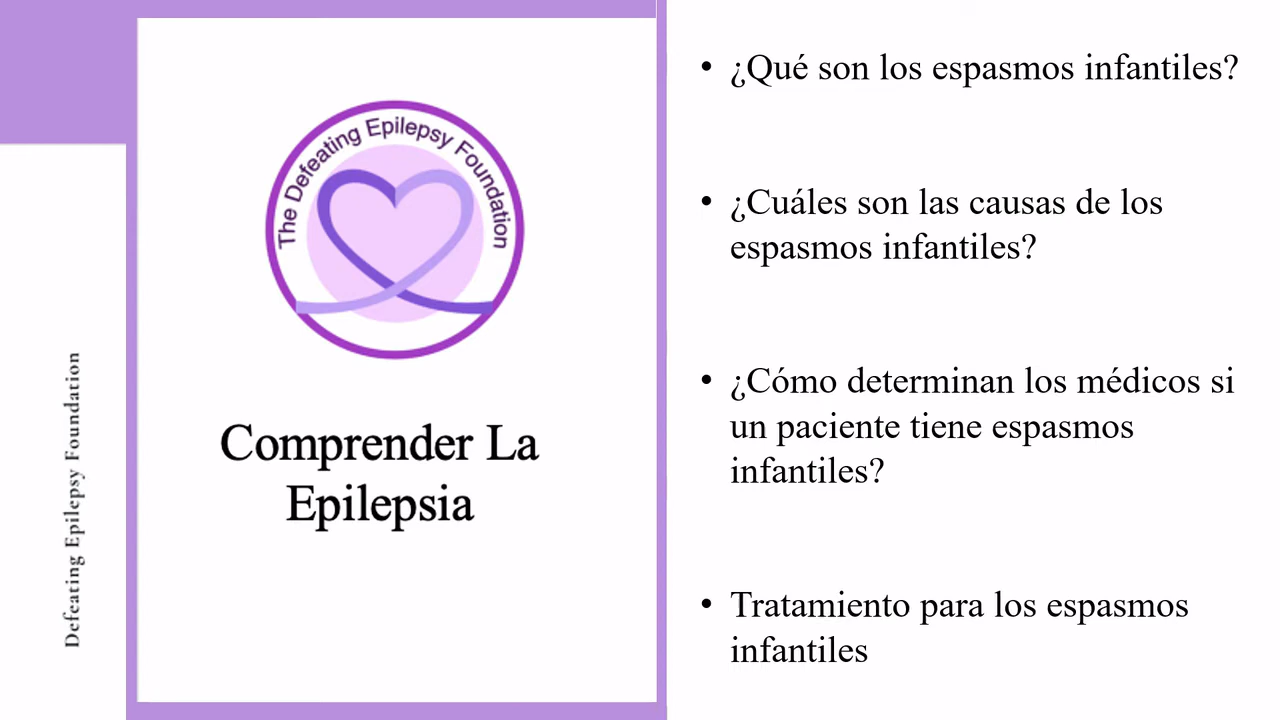 The Defeating Epilepsy Foundation
Comprender La
Epilepsia
Defeating Epilepsy Foundation
• ¿Qué son los espasmos infantiles?
• ¿Cuáles son las causas de los
espasmos infantiles?
• ¿Cómo determinan los médicos si
un paciente tiene espasmos
infantiles?
• Tratamiento para los espasmos
infantiles